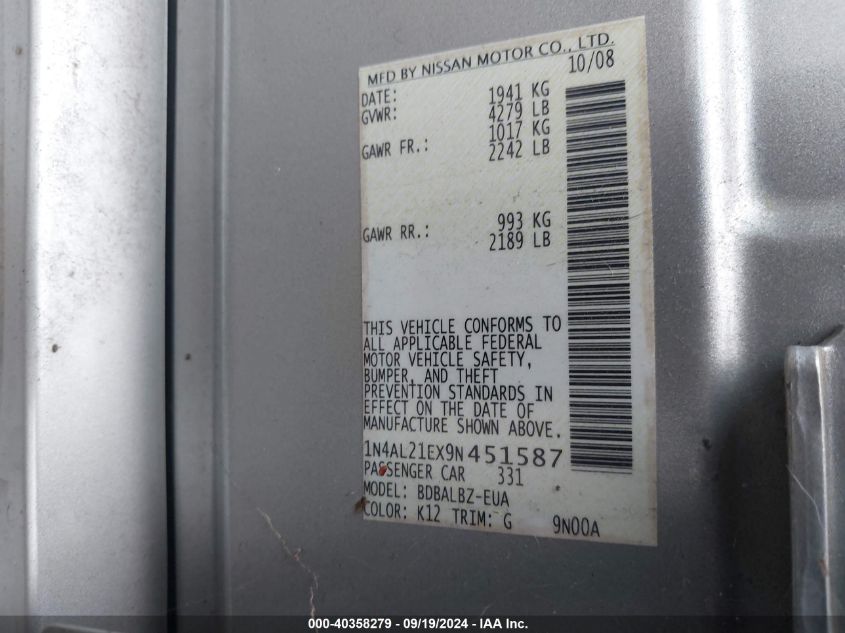 MFD BY NISSAN MOTOR CO., LTD.
DATE: 10/08
GVWR: 1941 KG
4279 LB
GAWR FR.: 1017 KG
2242 LB
GAWR RR.: 993 KG
2189 LB
THIS VEHICLE CONFORMS TO
ALL APPLICABLE FEDERAL
MOTOR VEHICLE SAFETY,
BUMPER, AND THEFT
PREVENTION STANDARDS IN
EFFECT ON THE DATE OF
MANUFACTURE SHOWN ABOVE.
1N4AL21EX9N451587
PASSENGER CAR 331
MODEL: BDBALBZ-EUA
COLOR: K12 TRIM: G 9N00A
000-40358279 - 09/19/2024 - IAA Inc.